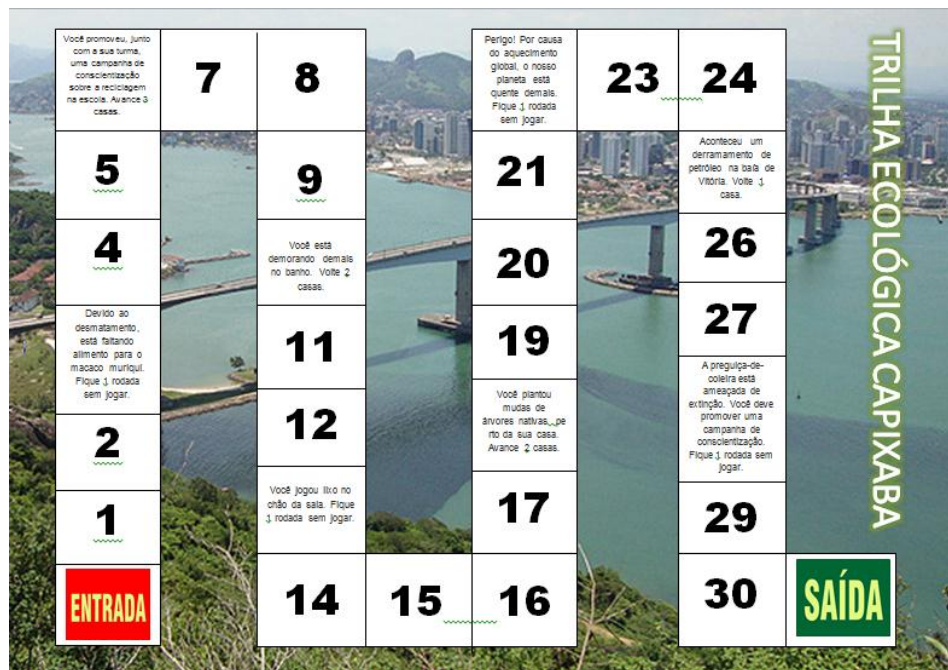 Você promoveu, junto
com a sua turma,
uma campanha de
conscientização
sobre a reciclagem
na escola. Avance 3
casas.
7
8
5
9
4
Você está
demorando demais
no banho. Volte 2
casas.
Devido ao
desmatamento,
está faltando
alimento para o
macaco muriqui.
Fique 1 rodada
sem jogar.
11
2
12
1
Você jogou lixo no
chão da sala. Fique
1 rodada sem jogar.
ENTRADA
14
15
16
Perigo! Por causa
do aquecimento
global, o nosso
planeta está
quente demais.
Fique 1 rodada
sem jogar.
23
24
21
Aconteceu um
derramamento de
petróleo na baía de
Vitória. Volte 1
casa.
20
26
19
27
Você plantou
mudas de
árvores nativas pe
rto da sua casa.
Avance 2 casas.
A preguiça-de-
coleira está
ameaçada de
extinção. Você deve
promover uma
campanha de
conscientização.
Fique 1 rodada sem
jogar.
17
29
30
SAÍDA
TRILHA ECOLÓGICA CAPIXABA